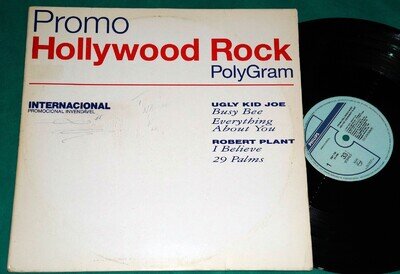 Promo
Hollywood Rock
PolyGram
INTERNACIONAL
PROMOCIONAL INVENDÁVEL
UGLY KID JOE
Busy Bee
Everything
About You
ROBERT PLANT
I Believe
29 Palms